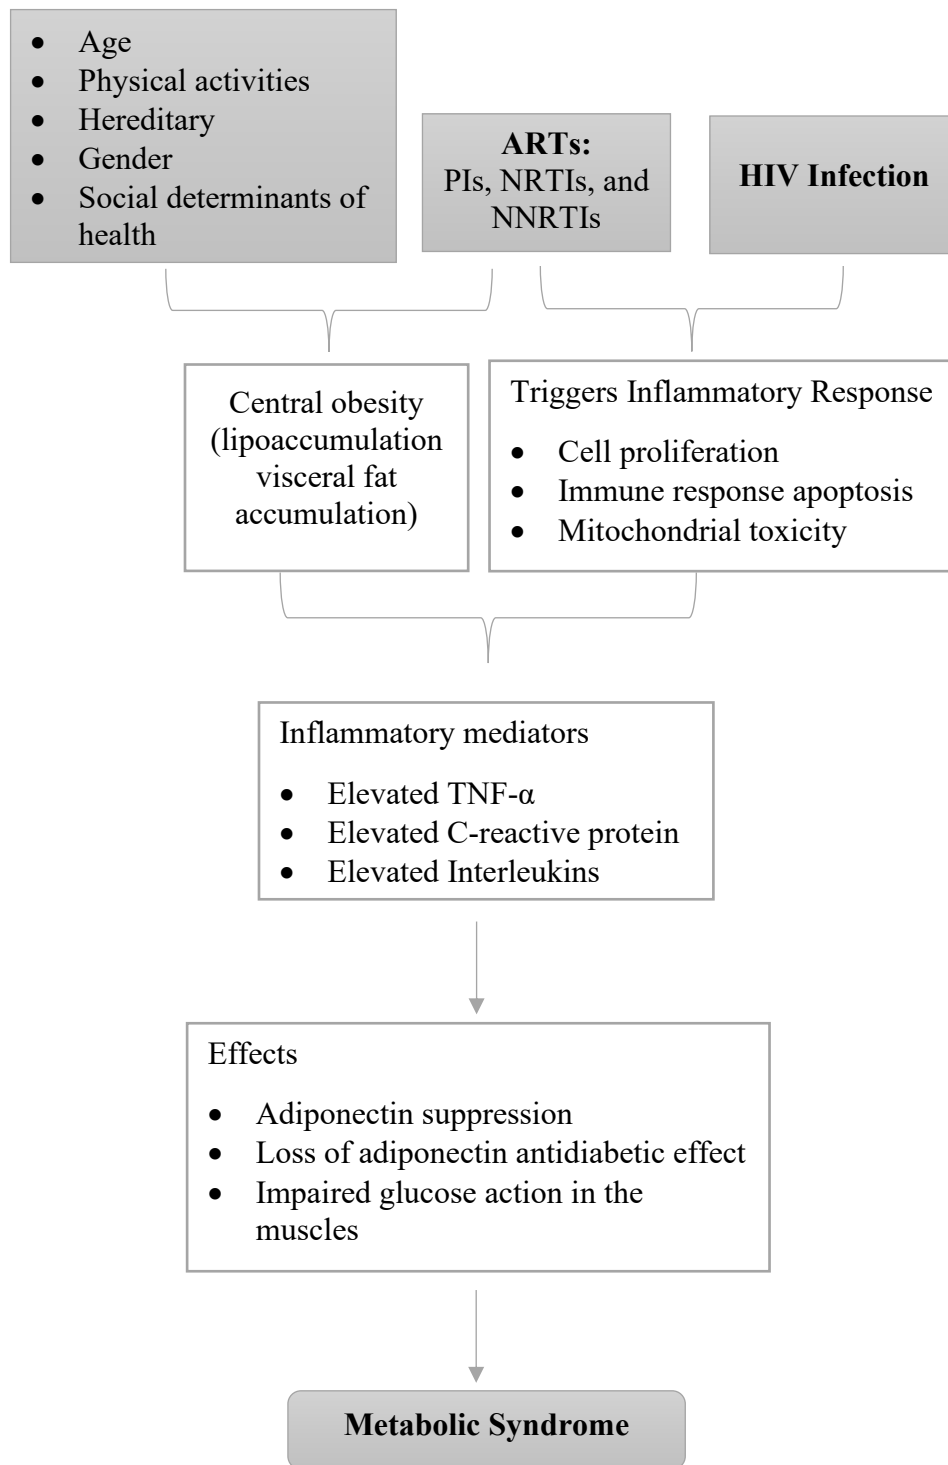 • Age
• Physical activities
• Hereditary
• Gender
• Social determinants of
health
ARTs:
PIs, NRTIs, and
NNRTIs
HIV Infection
Central obesity
(lipoaccumulation
visceral fat
accumulation)
Triggers Inflammatory Response
• Cell proliferation
• Immune response apoptosis
• Mitochondrial toxicity
Inflammatory mediators
• Elevated TNF-α
• Elevated C-reactive protein
• Elevated Interleukins
Effects
• Adiponectin suppression
• Loss of adiponectin antidiabetic effect
• Impaired glucose action in the
muscles
Metabolic Syndrome